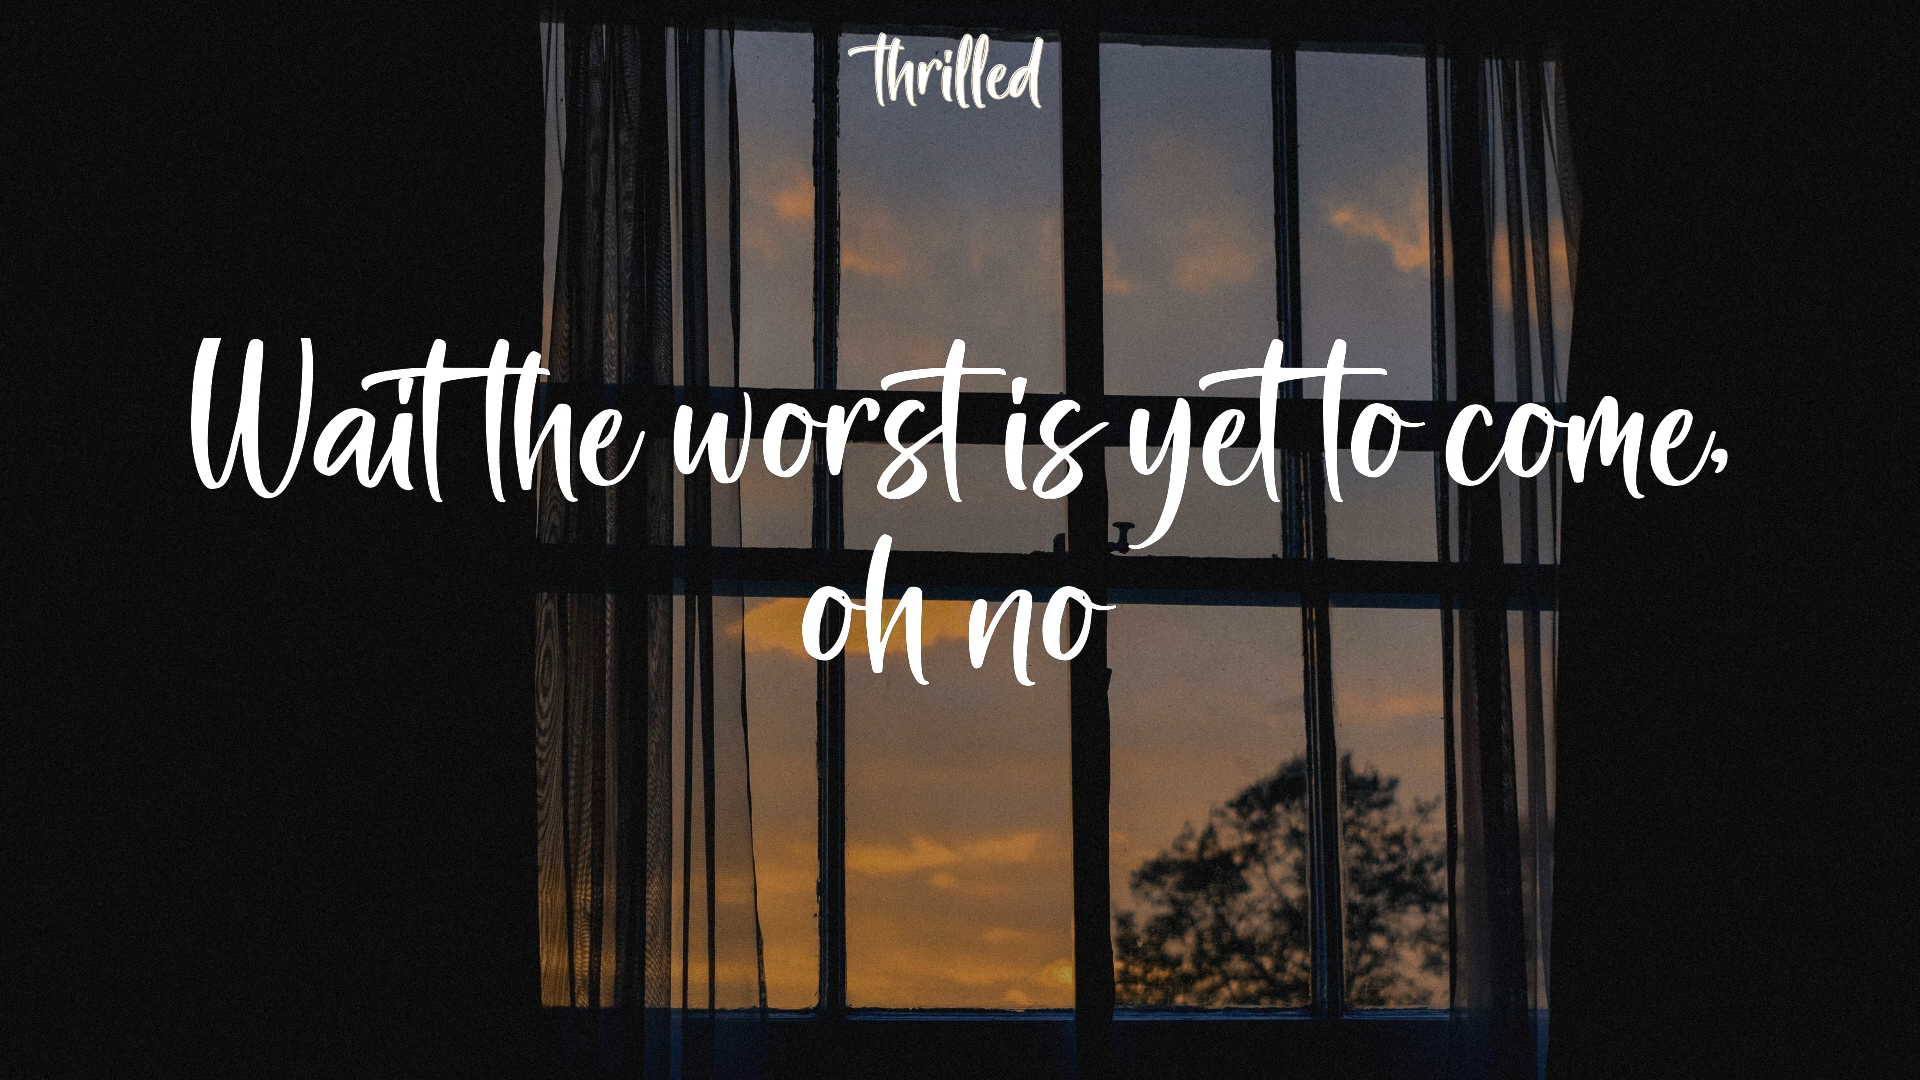 thrilled
Wait the worst is yet to come,
oh no